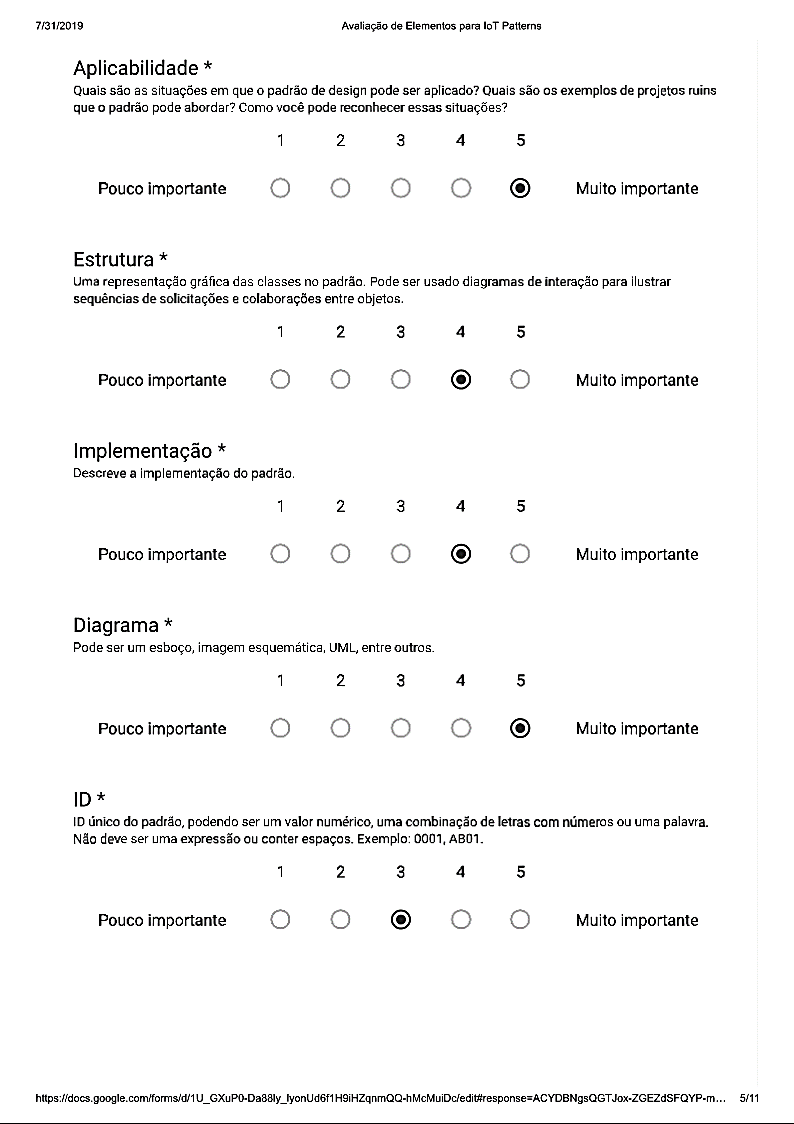 7/31/2019 Avaliação de Elementos para IoT Patterns
Aplicabilidade *
Quais são as situações em que o padrão de design pode ser aplicado? Quais são os exemplos de projetos ruins
que o padrão pode abordar? Como você pode reconhecer essas situações?
1 2 3 4 5
Pouco importante Muito importante
Estrutura *
Uma representação gráfica das classes no padrão. Pode ser usado diagramas de interação para ilustrar
sequências de solicitações e colaborações entre objetos.
1 2 3 4 5
Pouco importante Muito importante
Implementação *
Descreve a implementação do padrão.
1 2 3 4 5
Pouco importante Muito importante
Diagrama *
Pode ser um esboço, imagem esquemática, UML, entre outros.
1 2 3 4 5
Pouco importante Muito importante
ID *
ID único do padrão, podendo ser um valor numérico, uma combinação de letras com números ou uma palavra.
Não deve ser uma expressão ou conter espaços. Exemplo: 0001, AB01.
1 2 3 4 5
Pouco importante Muito importante
https://docs.google.com/forms/d/1U_GXuP0-Da88ly_lyonUd6f1H9iHZqnmQQ-hMcMuiDc/edit#response=ACYDBNgsQGTJox-ZGEZdSFQYP-m... 5/11